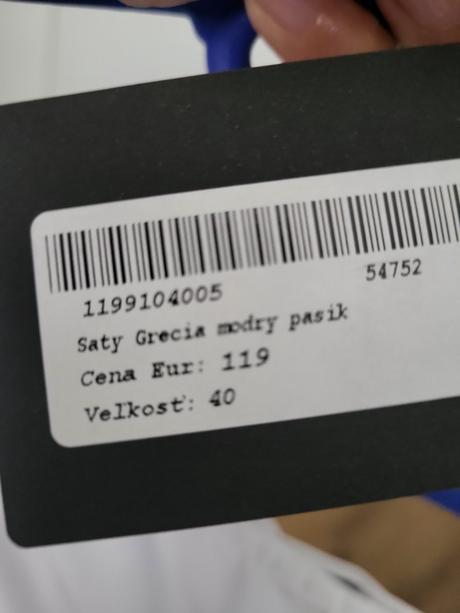 1199104005 54752
Saty Grecia modry pasik
Cena Eur: 119
Velkosť: 40